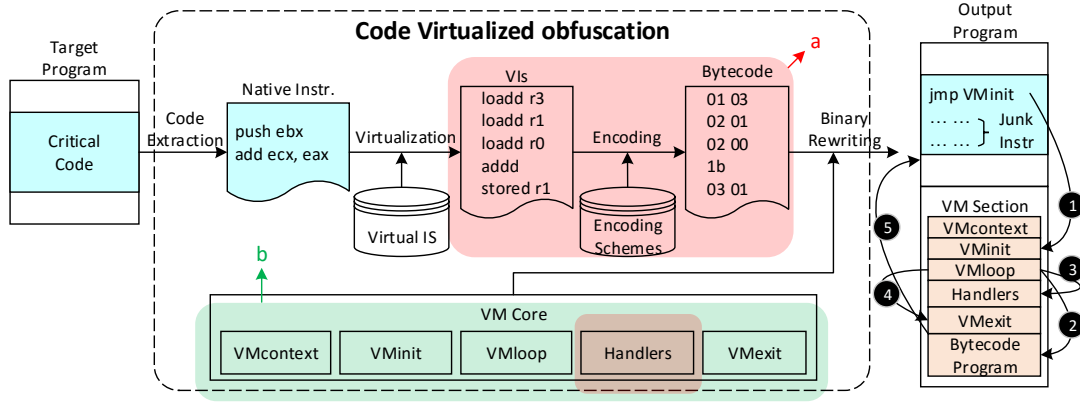 Code Virtualized obfuscation
Target
Program
Critical
Code
Code
Extraction
Native Instr.
push ebx
add ecx, eax
Virtualization
Virtual IS
VIs
loadd r3
loadd r1
loadd r0
addd
stored r1
Encoding
Encoding
Schemes
Bytecode
01 03
02 01
02 00
1b
03 01
a
Binary
Rewriting
b
VM Core
VMcontext
VMinit
VMloop
Handlers
VMexit
Output
Program
jmp VMinit
... ... Junk
... ... Instr
VM Section
VMcontext
VMinit
VMloop
Handlers
VMexit
Bytecode
Program
1
5
3
4
2